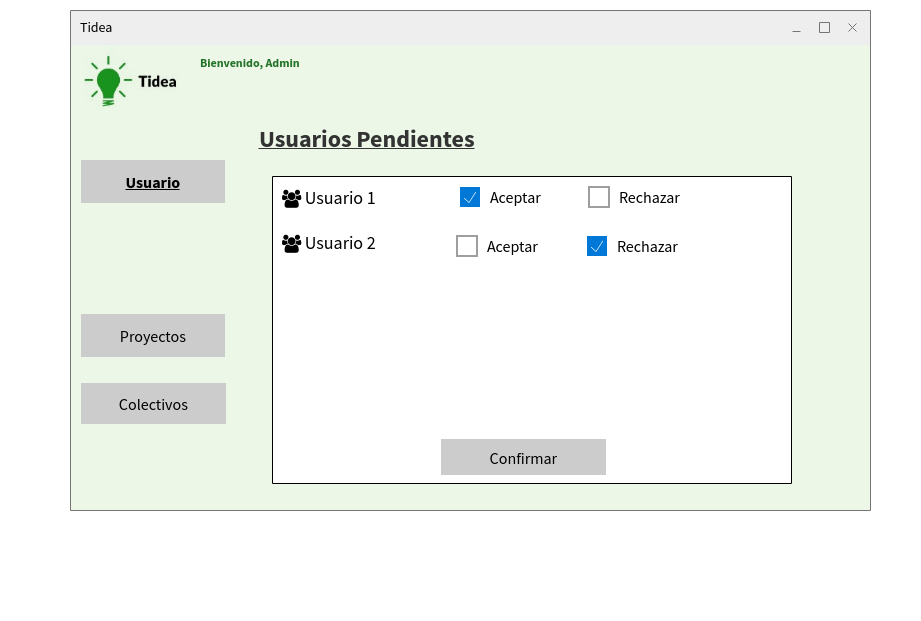 Tidea
Tidea
Bienvenido, Admin
Usuarios Pendientes
Usuario
Usuario 1 Aceptar Rechazar
Usuario 2 Aceptar Rechazar
Proyectos
Colectivos
Confirmar